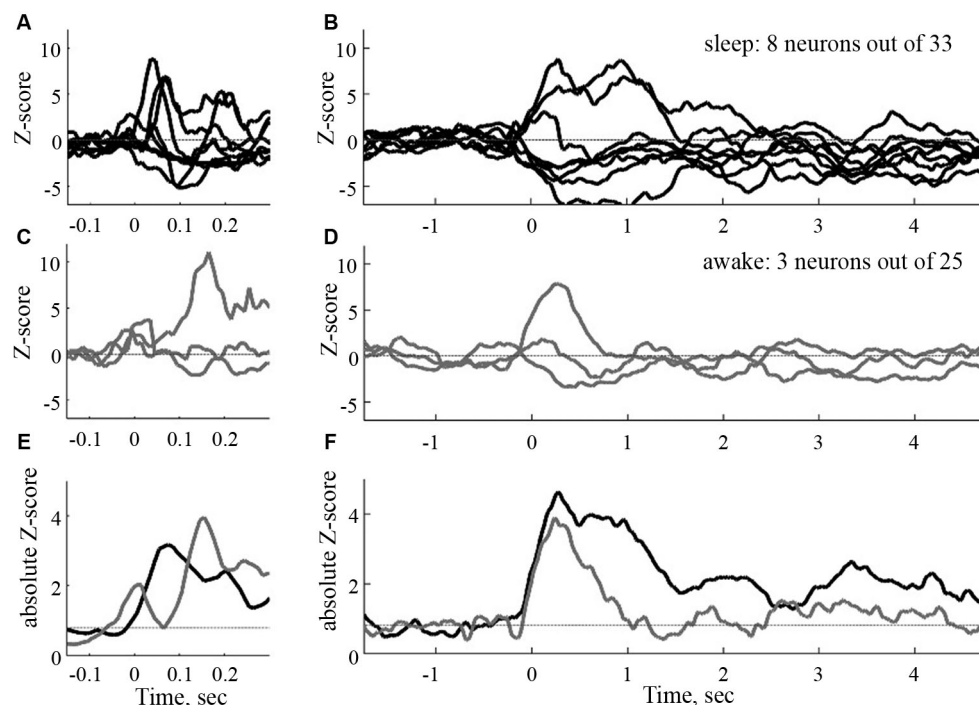 A
B
10
5
0
-5
Z-score
-0.1 0 0.1 0.2
sleep: 8 neurons out of 33
10
5
0
-5
Z-score
-1 0 1 2 3 4
C
D
10
5
0
-5
Z-score
-0.1 0 0.1 0.2
awake: 3 neurons out of 25
10
5
0
-5
Z-score
-1 0 1 2 3 4
E
F
4
2
0
absolute Z-score
-0.1 0 0.1 0.2
Time, sec
4
2
0
absolute Z-score
-1 0 1 2 3 4
Time, sec